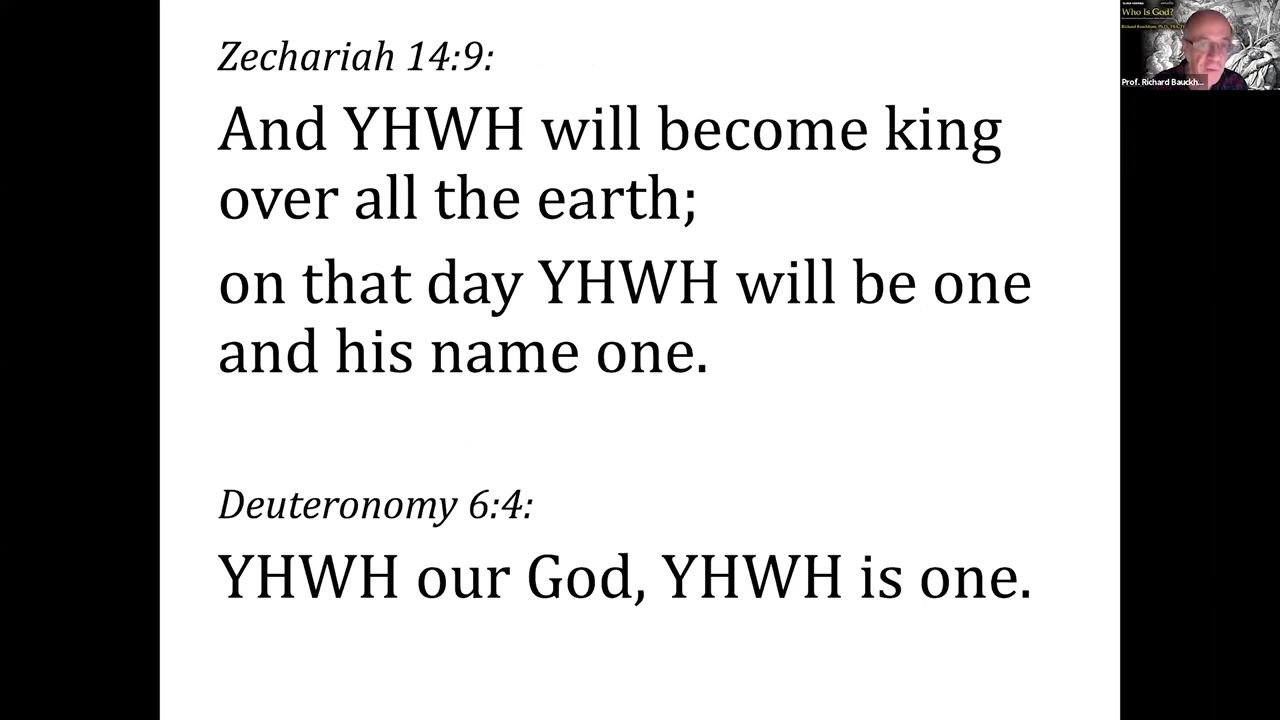 Zechariah 14:9:
And YHWH will become king
over all the earth;
on that day YHWH will be one
and his name one.
Deuteronomy 6:4:
YHWH our God, YHWH is one.
Who Is God?
Prof. Richard Bauckh...